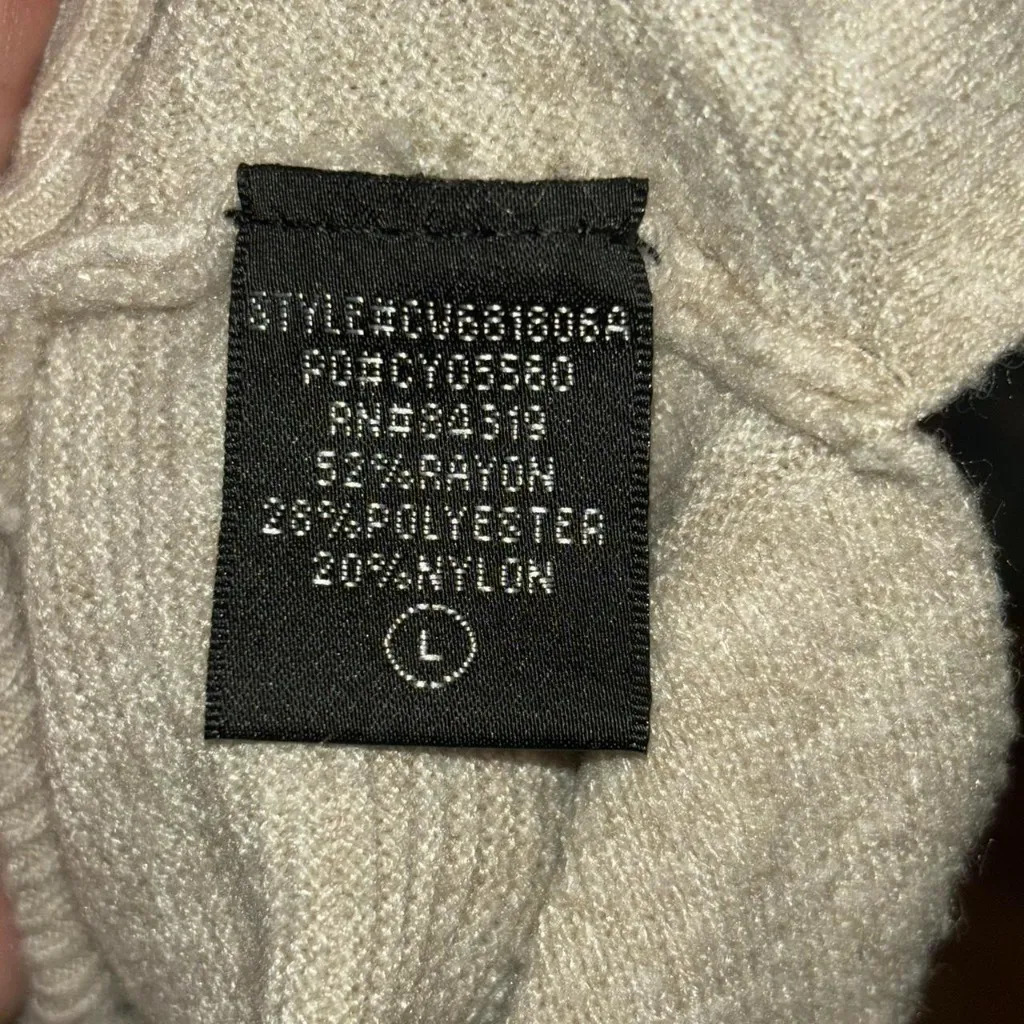 STYLE#CW681806A
PO#CY05580
RN#84319
52%RAYON
28%POLYESTER
20%NYLON
L